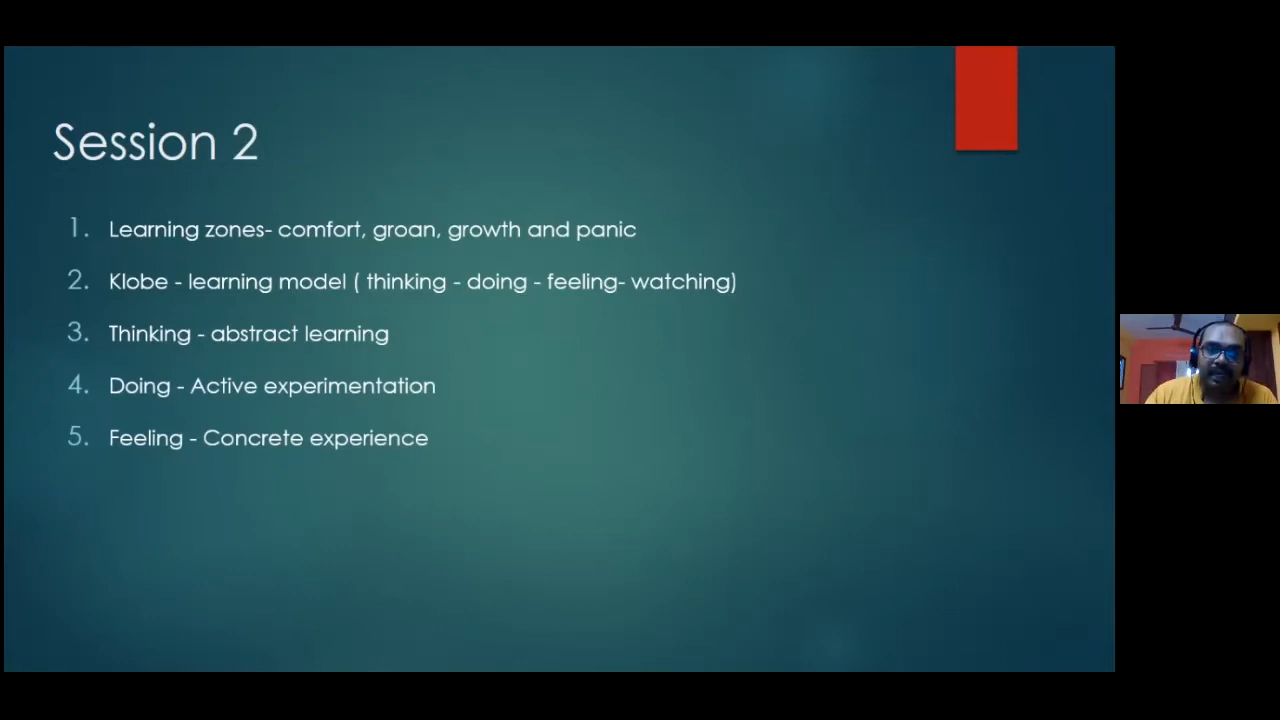 Session 2
1. Learning zones- comfort, groan, growth and panic
2. Klobe - learning model ( thinking - doing - feeling- watching)
3. Thinking - abstract learning
4. Doing - Active experimentation
5. Feeling - Concrete experience